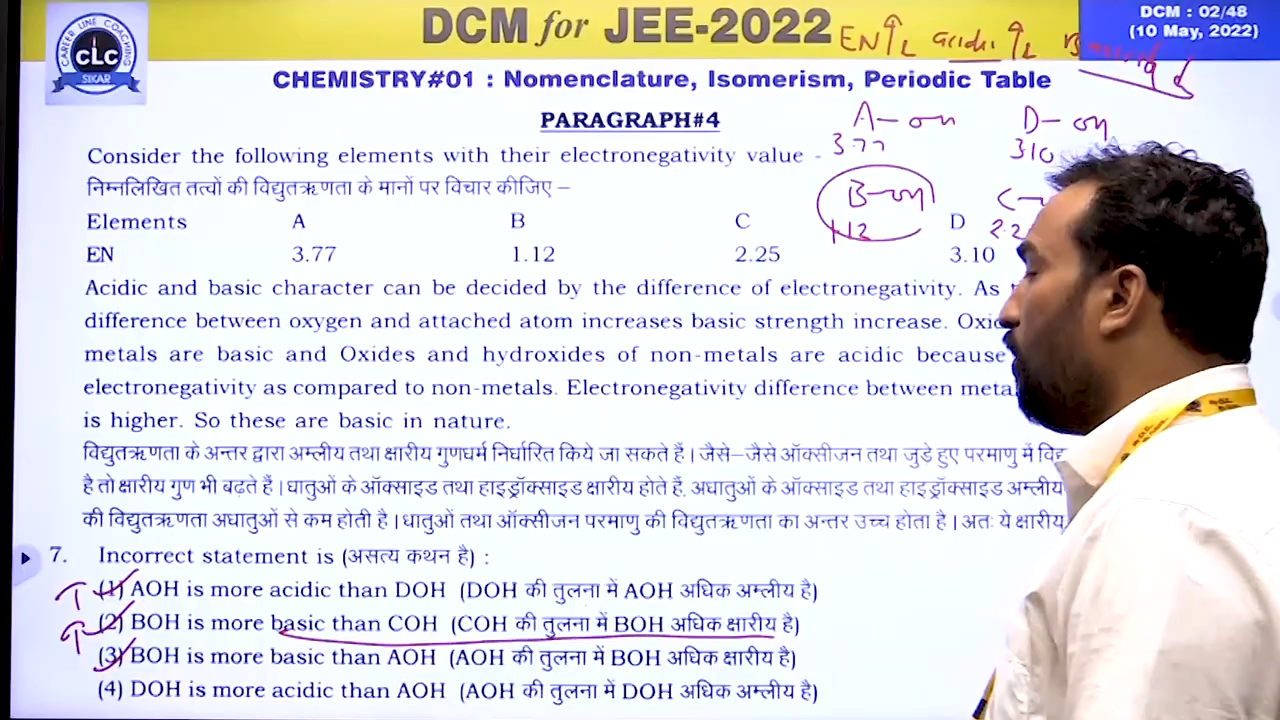 CAREER LINE COACHING
CLC
SIKAR
DCM for JEE-2022
DCM : 02/48
(10 May, 2022)
EN↑ acidic ↑
CHEMISTRY#01 : Nomenclature, Isomerism, Periodic Table
PARAGRAPH#4
A-OH D-OH
3.77 3.10
B-OH
1.12 2.2
Consider the following elements with their electronegativity value -
निम्नलिखित तत्वों की विद्युतऋणता के मानों पर विचार कीजिए –
Elements A B C D
EN 3.77 1.12 2.25 3.10
Acidic and basic character can be decided by the difference of electronegativity. As
difference between oxygen and attached atom increases basic strength increase.
metals are basic and Oxides and hydroxides of non-metals are acidic because
electronegativity as compared to non-metals. Electronegativity difference between
is higher. So these are basic in nature.
विद्युतऋणता के अन्तर द्वारा अम्लीय तथा क्षारीय गुणधर्म निर्धारित किये जा सकते हैं। जैसे–जैसे ऑक्सीजन तथा जुड़े हुए परमाणु में
है तो क्षारीय गुण भी बढ़ते हैं। धातुओं के ऑक्साइड तथा हाइड्रॉक्साइड क्षारीय होते हैं, अधातुओं के ऑक्साइड तथा हाइड्रॉक्साइड अम्लीय
की विद्युतऋणता अधातुओं से कम होती है। धातुओं तथा ऑक्सीजन परमाणु की विद्युतऋणता का अन्तर उच्च होता है। अतः ये क्षारीय
7. Incorrect statement is (असत्य कथन है) :
T (1) AOH is more acidic than DOH (DOH की तुलना में AOH अधिक अम्लीय है)
T (2) BOH is more basic than COH (COH की तुलना में BOH अधिक क्षारीय है)
(3) BOH is more basic than AOH (AOH की तुलना में BOH अधिक क्षारीय है)
(4) DOH is more acidic than AOH (AOH की तुलना में DOH अधिक अम्लीय है)